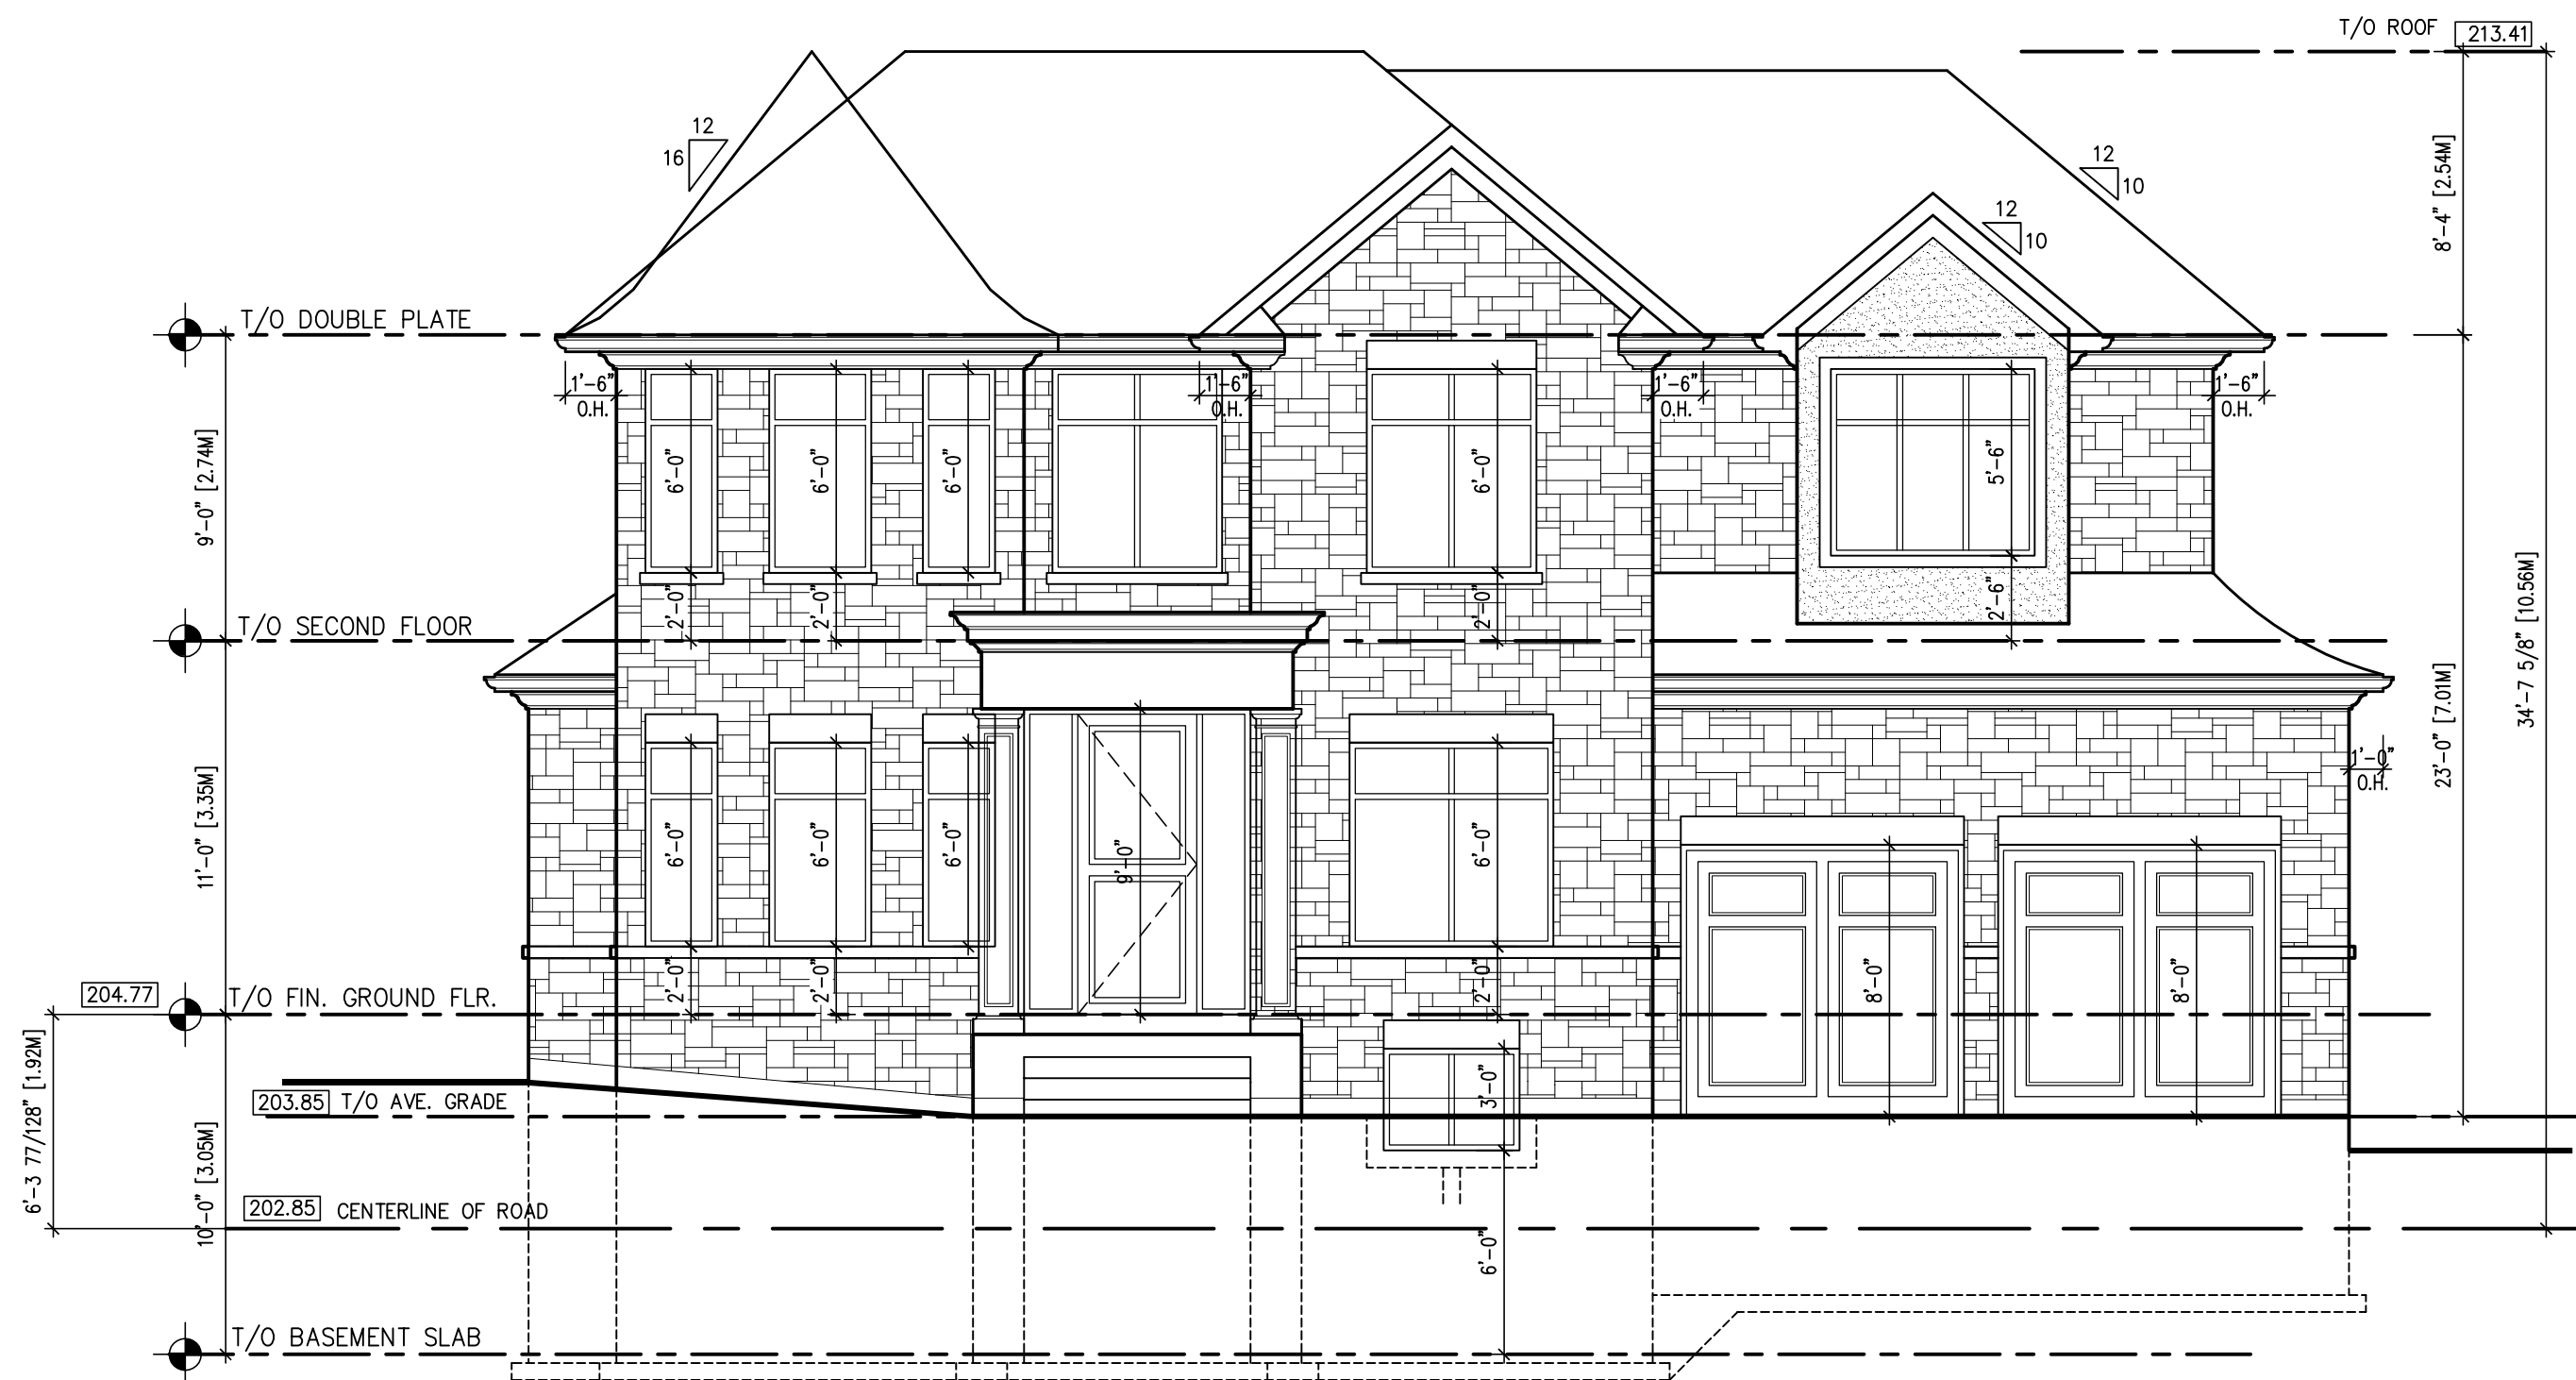 T/O ROOF 213.41
12
16
12
10
12
10
8'-4" [2.54M]
T/O DOUBLE PLATE
1'-6"
O.H.
1'-6"
O.H.
1'-6"
O.H.
1'-6"
O.H.
9'-0" [2.74M]
6'-0"
6'-0"
6'-0"
6'-0"
5'-6"
34'-7 5/8" [10.56M]
2'-0"
2'-0"
2'-0"
2'-6"
T/O SECOND FLOOR
23'-0" [7.01M]
1'-0"
O.H.
11'-0" [3.35M]
6'-0"
6'-0"
6'-0"
9'-0"
6'-0"
8'-0"
8'-0"
2'-0"
2'-0"
2'-0"
204.77 T/O FIN. GROUND FLR.
6'-3 77/128" [1.92M]
3'-0"
203.85 T/O AVE. GRADE
10'-0" [3.05M]
202.85 CENTERLINE OF ROAD
6'-0"
T/O BASEMENT SLAB